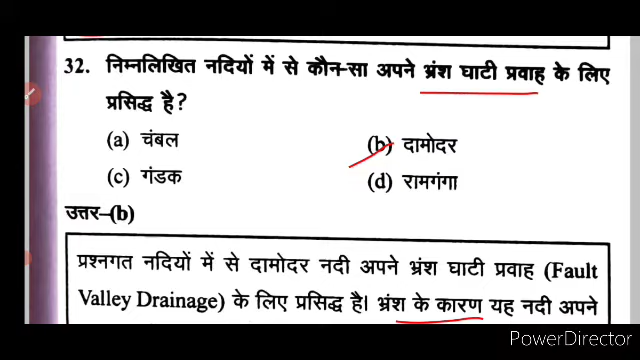 32. निम्नलिखित नदियों में से कौन-सा अपने भ्रंश घाटी प्रवाह के लिए
प्रसिद्ध है?
(a) चंबल
(b) दामोदर
(c) गंडक
(d) रामगंगा
उत्तर–(b)
प्रश्नगत नदियों में से दामोदर नदी अपने भ्रंश घाटी प्रवाह (Fault
Valley Drainage) के लिए प्रसिद्ध है। भ्रंश के कारण यह नदी अपने
PowerDirector